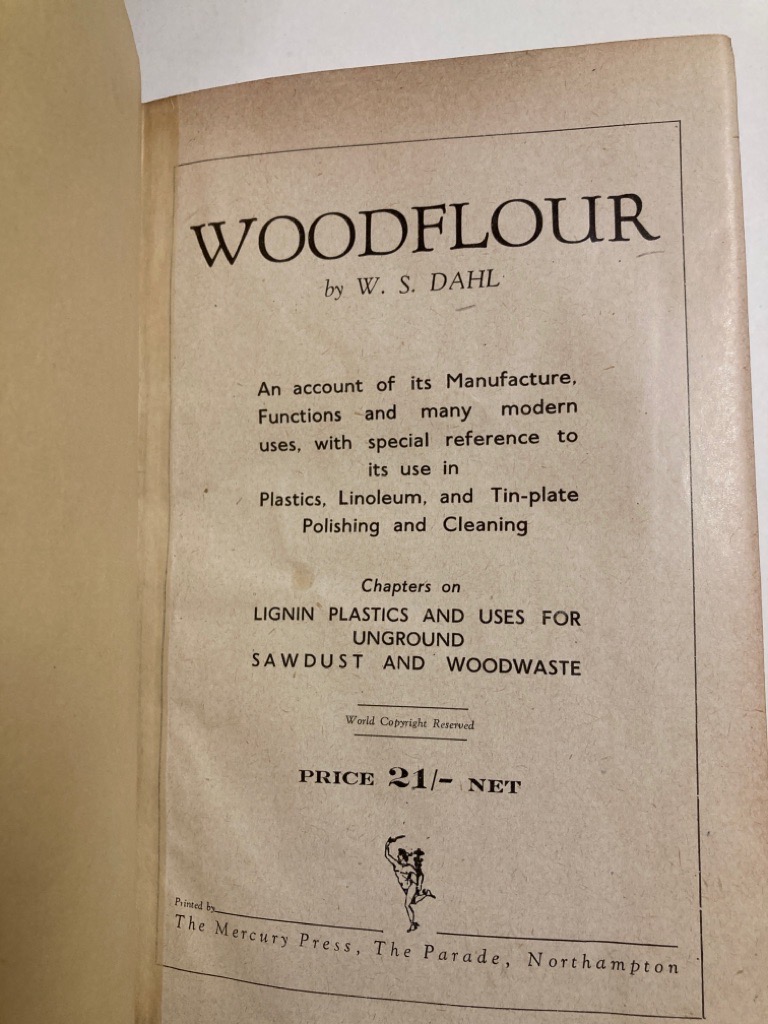 WOODFLOUR
by W. S. DAHL
An account of its Manufacture,
Functions and many modern
uses, with special reference to
its use in
Plastics, Linoleum, and Tin-plate
Polishing and Cleaning
Chapters on
LIGNIN PLASTICS AND USES FOR
UNGROUND
SAWDUST AND WOODWASTE
World Copyright Reserved
PRICE 21/- NET
Printed by
The Mercury Press, The Parade, Northampton